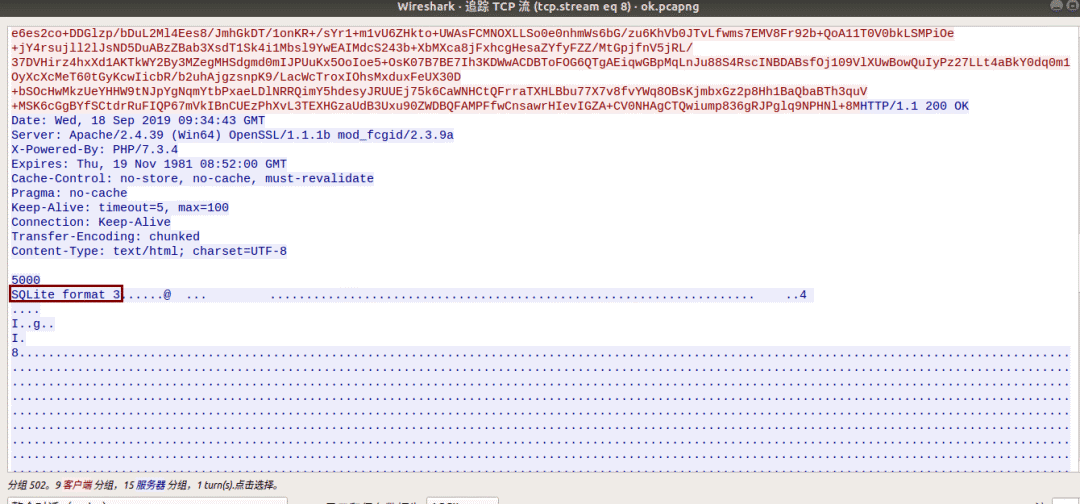 Wireshark · 追踪 TCP 流 (tcp.stream eq 8) · ok.pcapng
e6es2co+DDGlzp/bDuL2Ml4Ees8/JmhGkDT/1onKR+/sYr1+m1vU6ZHkto+UWAsFCMNOXLLSo0e0nhmWs6bG/zu6KhVb0JTvLfwms7EMV8Fr92b+QoA11T0V0bkLSMPiOe
+jY4rsujll2lJsND5DuABzZBab3XsdT1Sk4i1Mbsl9YwEAIMdcS243b+XbMXca8jFxhcgHesaZYfyFZZ/MtGpjfnV5jRL/
37DVHirz4hxXd1AKTkWY2By3MZegMHSdgmd0mIJPUuKx5OoIoe5+OsK07B7BE7Ih3KDWwACDBToFOG6QTgAEiqwGBpMqLnJu88S4RscINBDABsfOj109VlXUwBowQuIyPz27LLt4aBkY0dq0m1
OyXcXcMeT60tGyKcwIicbR/b2uhAjgzsnpK9/LacWcTroxIOhsMxduxFeUX30D
+bSOcHwMkzUeYHHW9tNJpYgNqmYtbPxaeLDlNRRQimY5hdesyJRUUEj75k6CaWNHCtQFrraTXHLBbu77X7v8fvYWq8OBsKjmbxGz2p8Hh1BaQbaBTh3quV
+MSK6cGgBYfSCtdrRuFIQP67mVkIBnCUEzPhXvL3TEXHGzaUdB3Uxu90ZWDBQFAMPFfwCnsawrHIevIGZA+CV0NHAgCTQwiump836gRJPglq9NPHNl+8MHTTP/1.1 200 OK
Date: Wed, 18 Sep 2019 09:34:43 GMT
Server: Apache/2.4.39 (Win64) OpenSSL/1.1.1b mod_fcgid/2.3.9a
X-Powered-By: PHP/7.3.4
Expires: Thu, 19 Nov 1981 08:52:00 GMT
Cache-Control: no-store, no-cache, must-revalidate
Pragma: no-cache
Keep-Alive: timeout=5, max=100
Connection: Keep-Alive
Transfer-Encoding: chunked
Content-Type: text/html; charset=UTF-8
5000
SQLite format 3......@  ...         ...................................................................    ..4
....
I..g..
I.
8..................................................................................................................................................
分组 502。9 客户端 分组，15 服务器 分组，1 turn(s).点击选择。